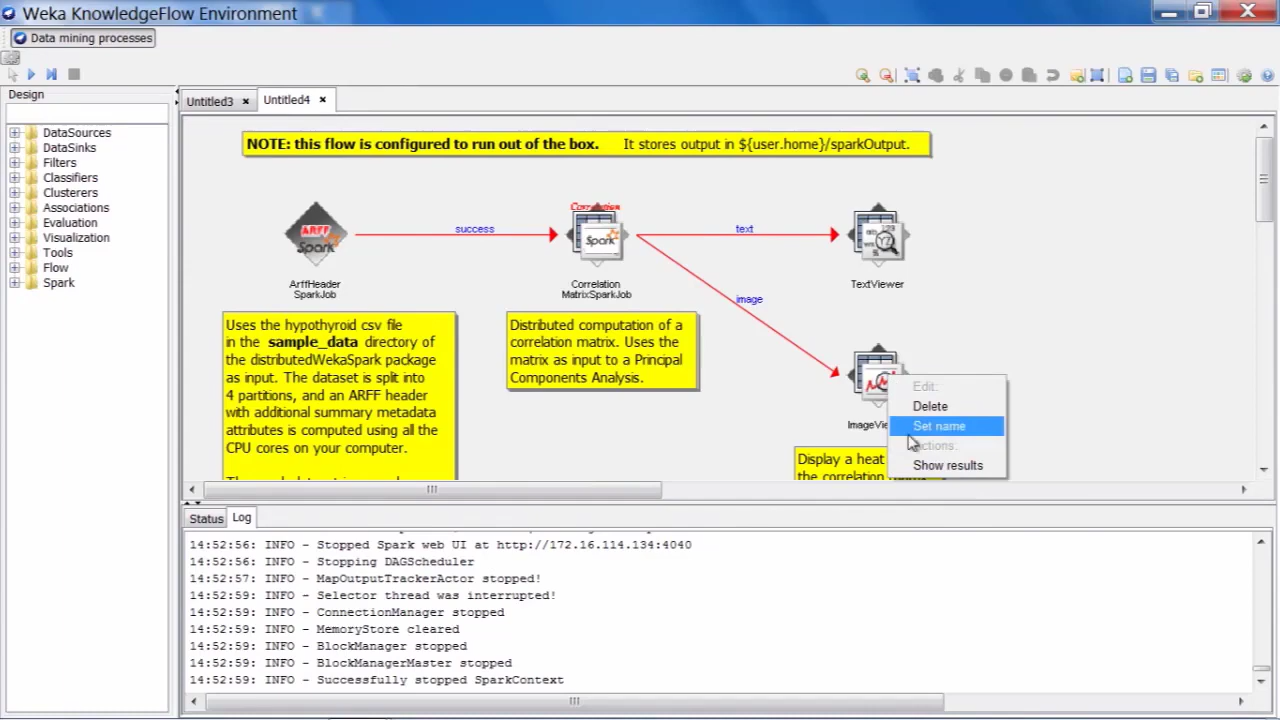 Weka KnowledgeFlow Environment
Data mining processes
Design
Untitled3
Untitled4
DataSources
DataSinks
Filters
Classifiers
Clusterers
Associations
Evaluation
Visualization
Tools
Flow
Spark
NOTE: this flow is configured to run out of the box. It stores output in ${user.home}/sparkOutput.
ARFF
Spark
success
Correlation
Spark
text
image
ArffHeader
SparkJob
Correlation
MatrixSparkJob
TextViewer
Uses the hypothyroid csv file
in the sample_data directory of
the distributedWekaSpark package
as input. The dataset is split into
4 partitions, and an ARFF header
with additional summary metadata
attributes is computed using all the
CPU cores on your computer.
Distributed computation of a
correlation matrix. Uses the
matrix as input to a Principal
Components Analysis.
ImageVie
Display a heat
the correlation
Edit:
Delete
Set name
ctions:
Show results
Status
Log
14:52:56: INFO - Stopped Spark web UI at http://172.16.114.134:4040
14:52:56: INFO - Stopping DAGScheduler
14:52:57: INFO - MapOutputTrackerActor stopped!
14:52:59: INFO - Selector thread was interrupted!
14:52:59: INFO - ConnectionManager stopped
14:52:59: INFO - MemoryStore cleared
14:52:59: INFO - BlockManager stopped
14:52:59: INFO - BlockManagerMaster stopped
14:52:59: INFO - Successfully stopped SparkContext